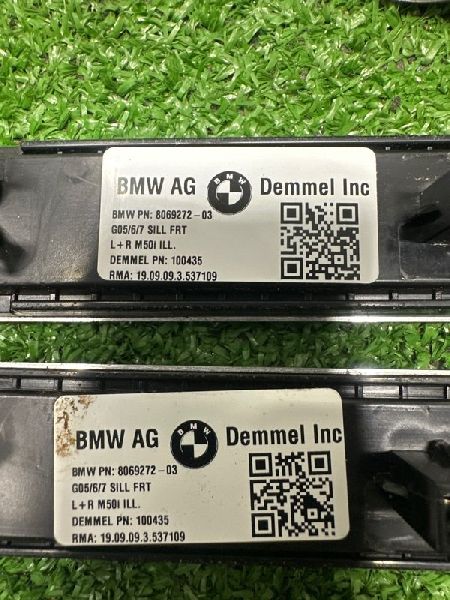 BMW AG BMW Demmel Inc
BMW PN: 8069272-03
G05/6/7 SILL FRT
L+R M50i ILL.
DEMMEL PN: 100435
RMA: 19.09.09.3.537109
BMW AG BMW Demmel Inc
BMW PN: 8069272-03
G05/6/7 SILL FRT
L+R M50i ILL.
DEMMEL PN: 100435
RMA: 19.09.09.3.537109